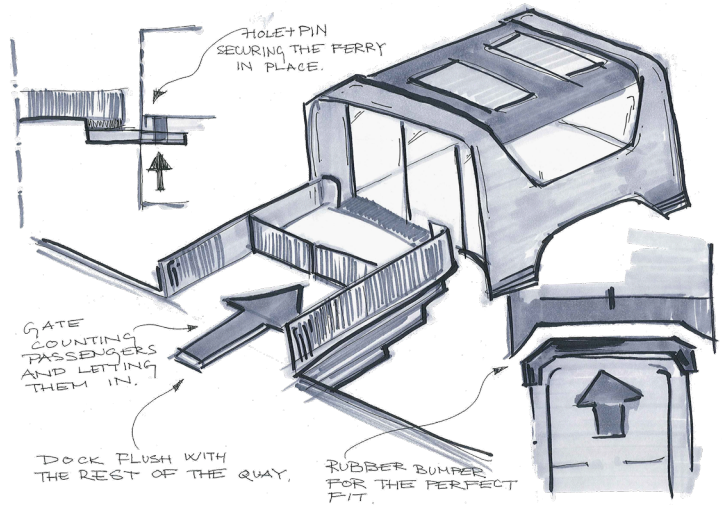 HOLE+PIN
SECURING THE FERRY
IN PLACE.
GATE
COUNTING
PASSENGERS
AND LETTING
THEM IN.
DOCK FLUSH WITH
THE REST OF THE QUAY.
RUBBER BUMPER
FOR THE PERFECT
FIT.